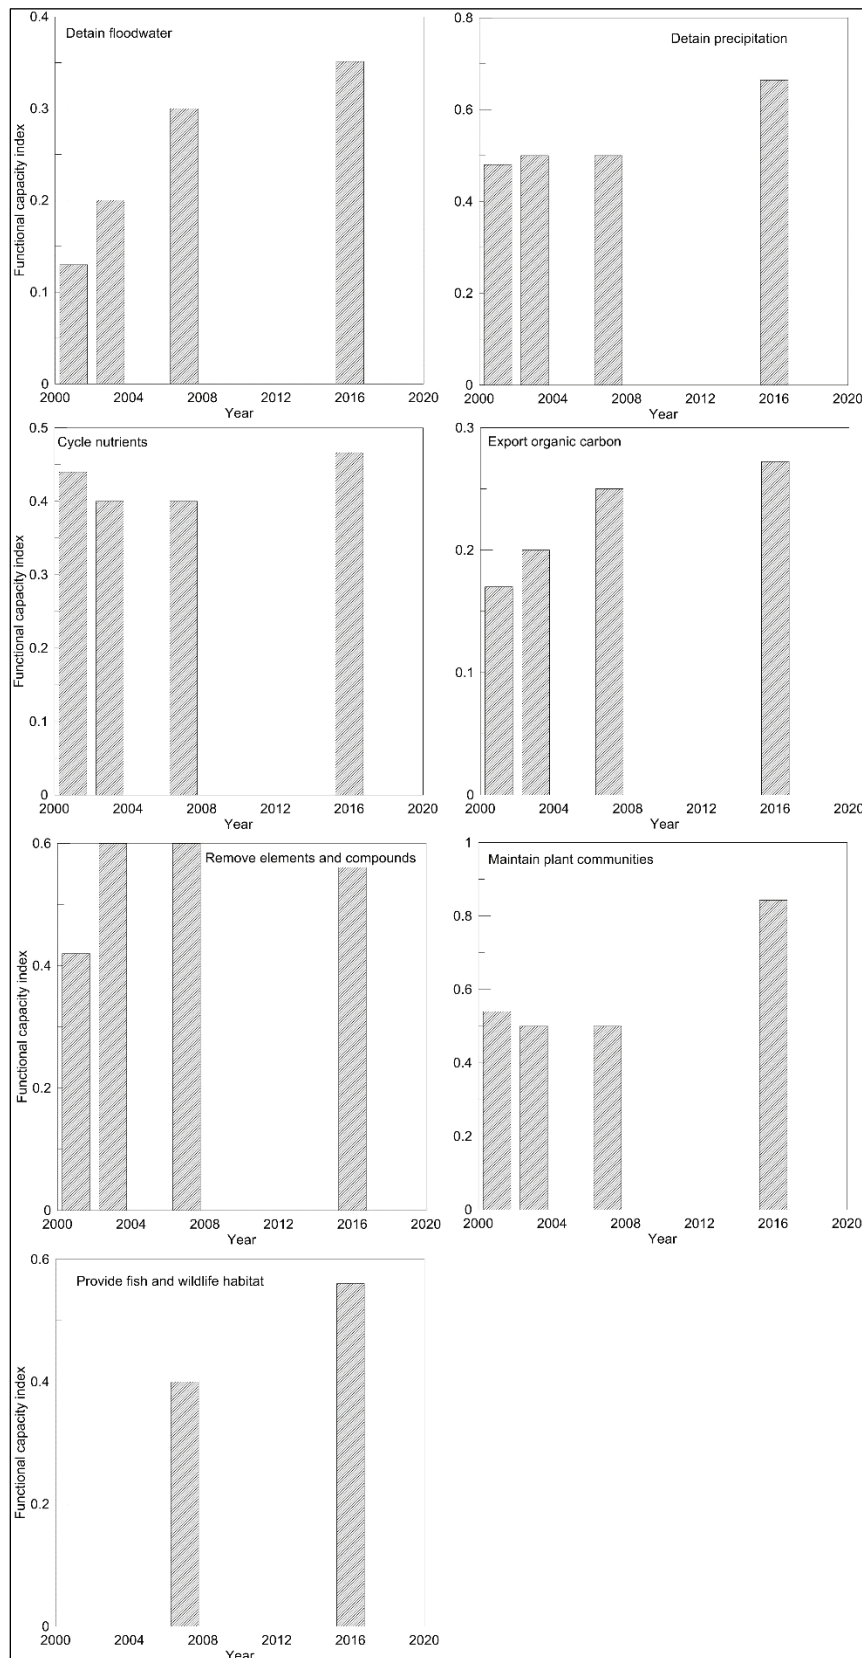 Detain floodwater
Functional capacity index
0.4
0.3
0.2
0.1
0
2000 2004 2008 2012 2016 2020
Year
Detain precipitation
0.8
0.6
0.4
0.2
0
2000 2004 2008 2012 2016 2020
Year
Cycle nutrients
Functional capacity index
0.5
0.4
0.3
0.2
0.1
0
2000 2004 2008 2012 2016 2020
Year
Export organic carbon
0.3
0.2
0.1
0
2000 2004 2008 2012 2016 2020
Year
Remove elements and compounds
Functional capacity index
0.6
0.4
0.2
0
2000 2004 2008 2012 2016 2020
Year
Maintain plant communities
1
0.8
0.6
0.4
0.2
0
2000 2004 2008 2012 2016 2020
Year
Provide fish and wildlife habitat
Functional capacity index
0.6
0.4
0.2
0
2000 2004 2008 2012 2016 2020
Year